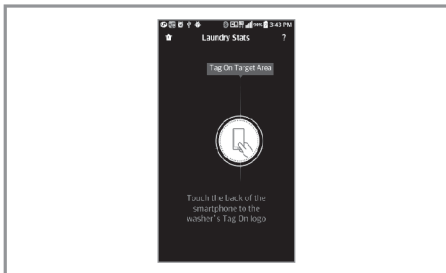 3:43 PM
Laundry Stats
?
Tag On Target Area
Touch the back of the
smartphone to the
washer's Tag On logo